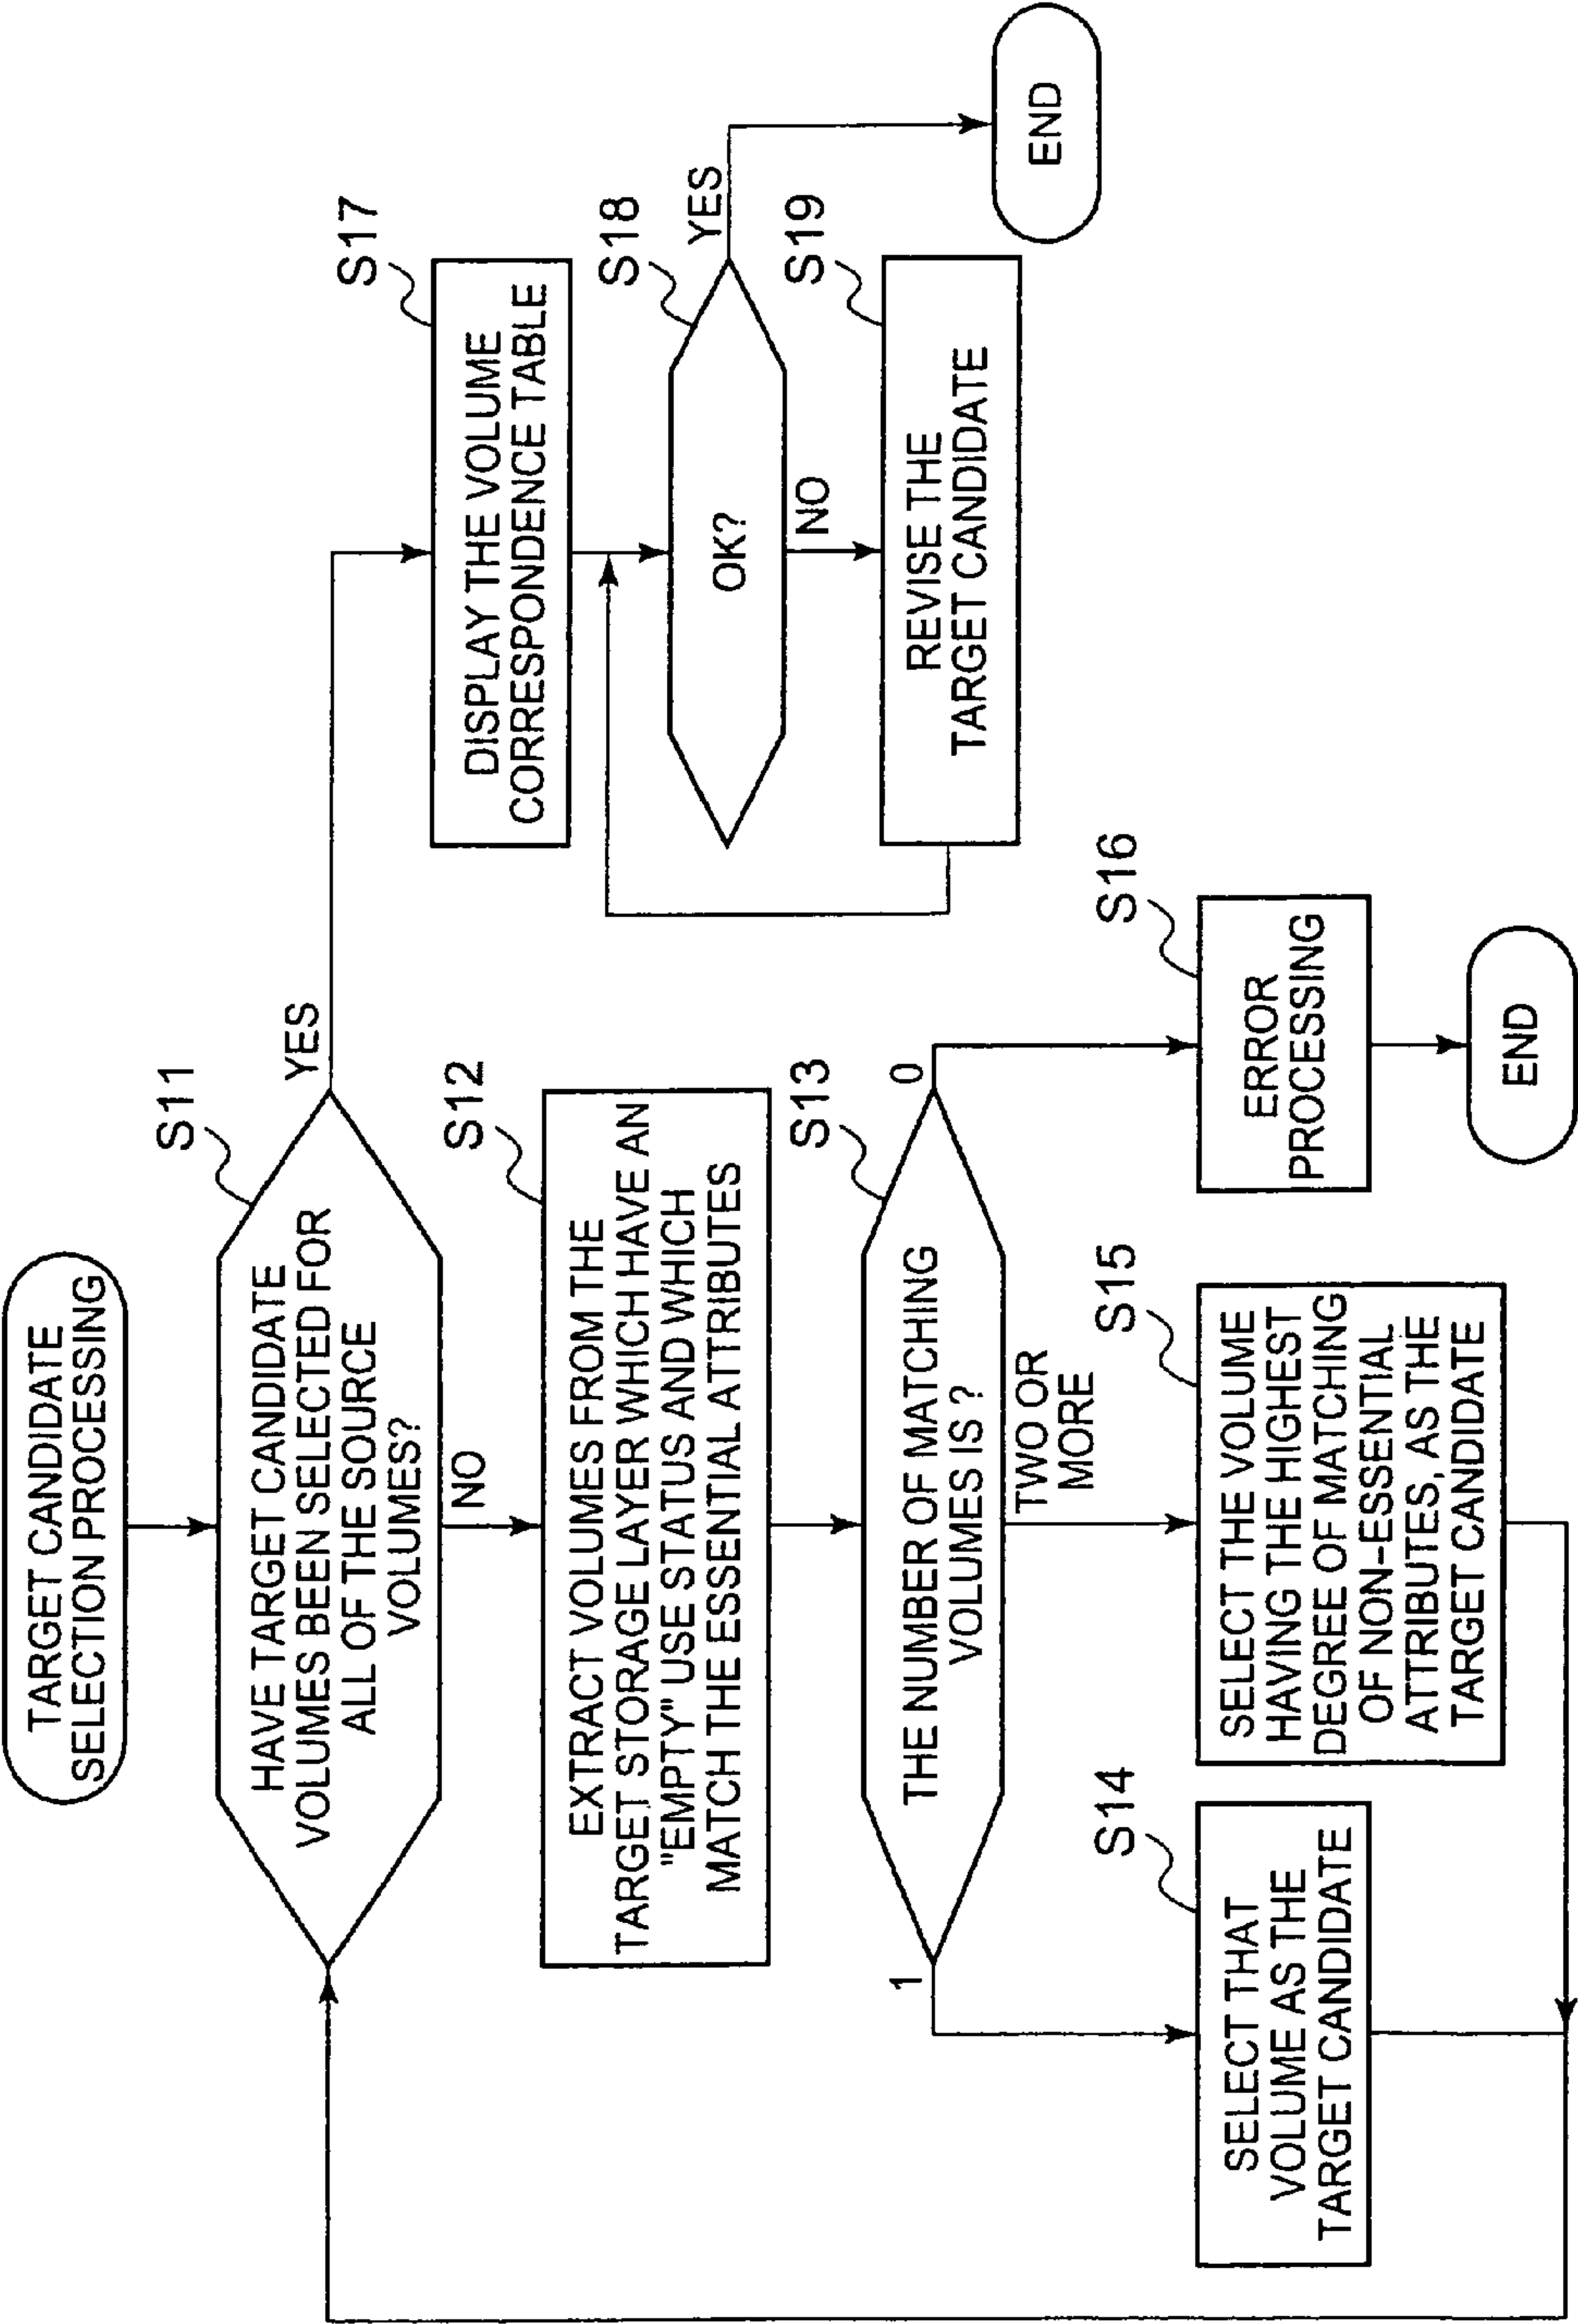 TARGET CANDIDATE
SELECTION PROCESSING
S11
HAVE TARGET CANDIDATE
VOLUMES BEEN SELECTED FOR
ALL OF THE SOURCE
VOLUMES?
YES
NO
S12
EXTRACT VOLUMES FROM THE
TARGET STORAGE LAYER WHICH HAVE AN
"EMPTY" USE STATUS AND WHICH
MATCH THE ESSENTIAL ATTRIBUTES
S13
THE NUMBER OF MATCHING
VOLUMES IS ?
1
TWO OR
MORE
0
S14
SELECT THAT
VOLUME AS THE
TARGET CANDIDATE
S15
SELECT THE VOLUME
HAVING THE HIGHEST
DEGREE OF MATCHING
OF NON-ESSENTIAL
ATTRIBUTES, AS THE
TARGET CANDIDATE
S16
ERROR
PROCESSING
END
S17
DISPLAY THE VOLUME
CORRESPONDENCE TABLE
S18
OK?
YES
NO
S19
REVISE THE
TARGET CANDIDATE
END